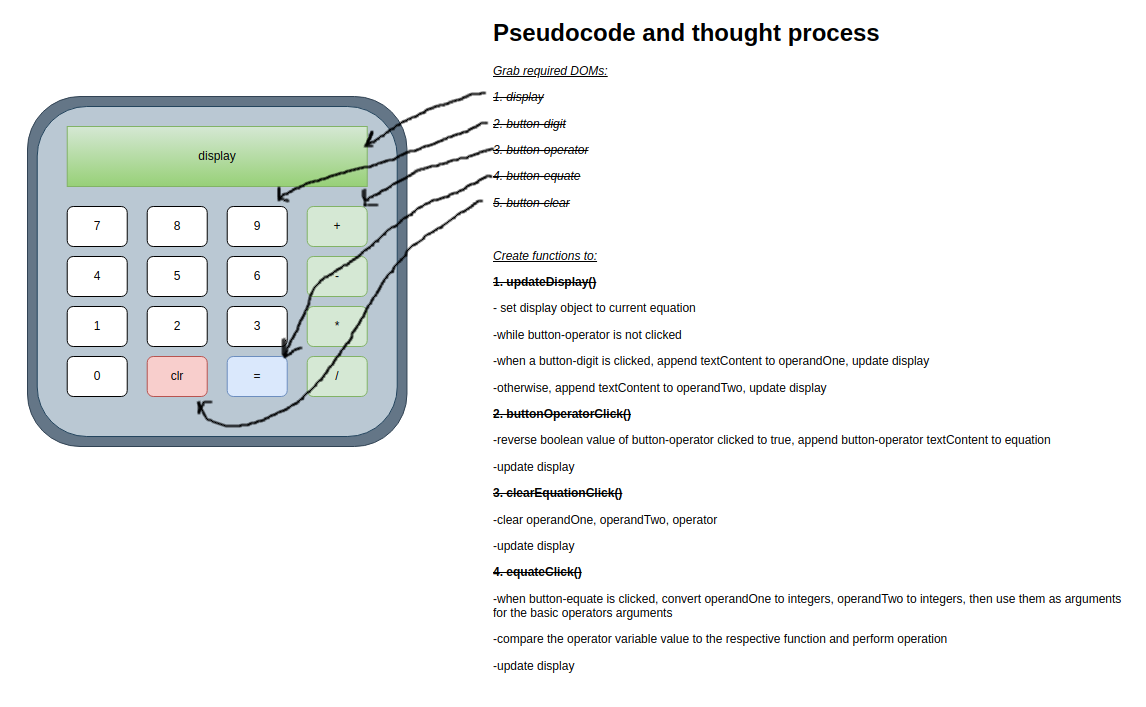 Pseudocode and thought process
Grab required DOMs:
1. display
2. button-digit
3. button-operator
4. button-equate
5. button-clear
display
7 8 9 +
4 5 6 -
1 2 3 *
0 clr = /
Create functions to:
1. updateDisplay()
- set display object to current equation
-while button-operator is not clicked
-when a button-digit is clicked, append textContent to operandOne, update display
-otherwise, append textContent to operandTwo, update display
2. buttonOperatorClick()
-reverse boolean value of button-operator clicked to true, append button-operator textContent to equation
-update display
3. clearEquationClick()
-clear operandOne, operandTwo, operator
-update display
4. equateClick()
-when button-equate is clicked, convert operandOne to integers, operandTwo to integers, then use them as arguments
for the basic operators arguments
-compare the operator variable value to the respective function and perform operation
-update display